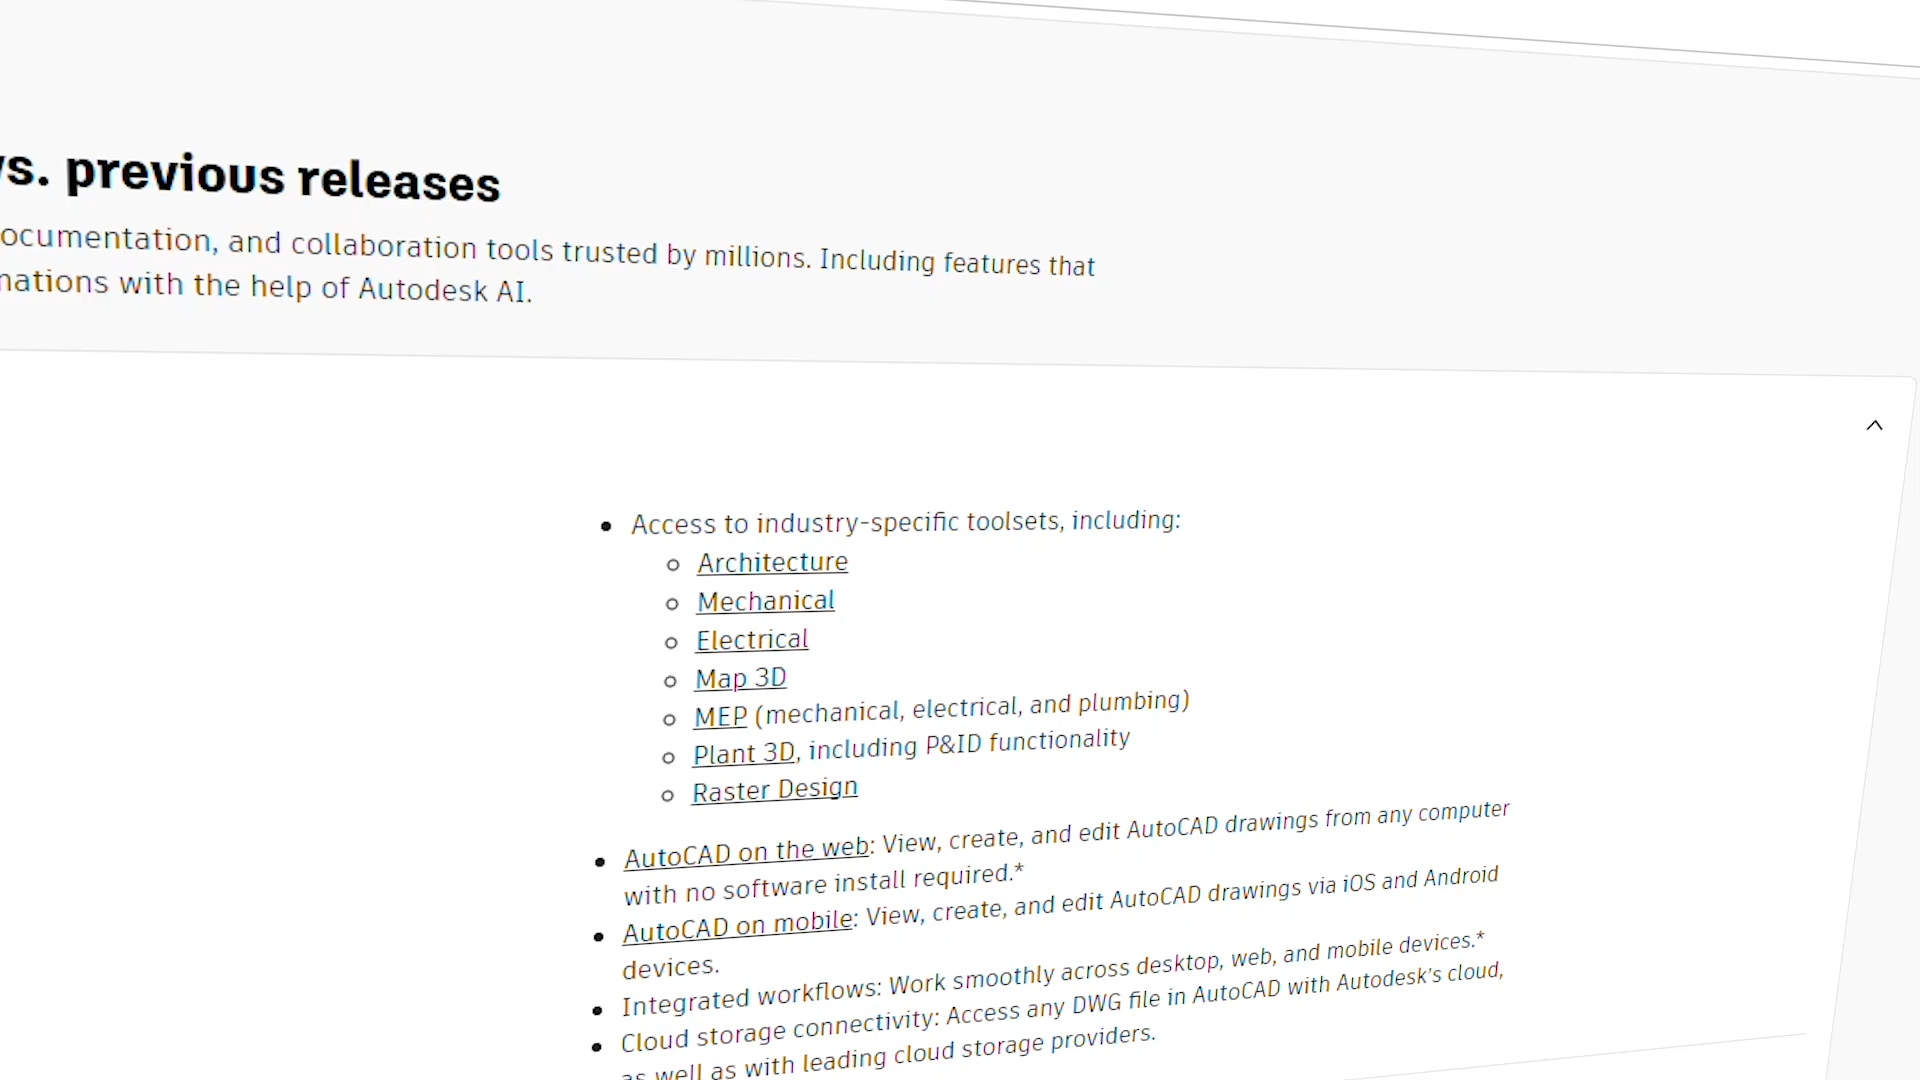 vs. previous releases
ocumentation, and collaboration tools trusted by millions. Including features that
mations with the help of Autodesk AI.
Access to industry-specific toolsets, including:
Architecture
Mechanical
Electrical
Map 3D
MEP (mechanical, electrical, and plumbing)
Plant 3D, including P&ID functionality
Raster Design
AutoCAD on the web: View, create, and edit AutoCAD drawings from any computer
with no software install required.*
AutoCAD on mobile: View, create, and edit AutoCAD drawings via iOS and Android
devices.
Integrated workflows: Work smoothly across desktop, web, and mobile devices.*
Cloud storage connectivity: Access any DWG file in AutoCAD with Autodesk's cloud,
as well as with leading cloud storage providers.